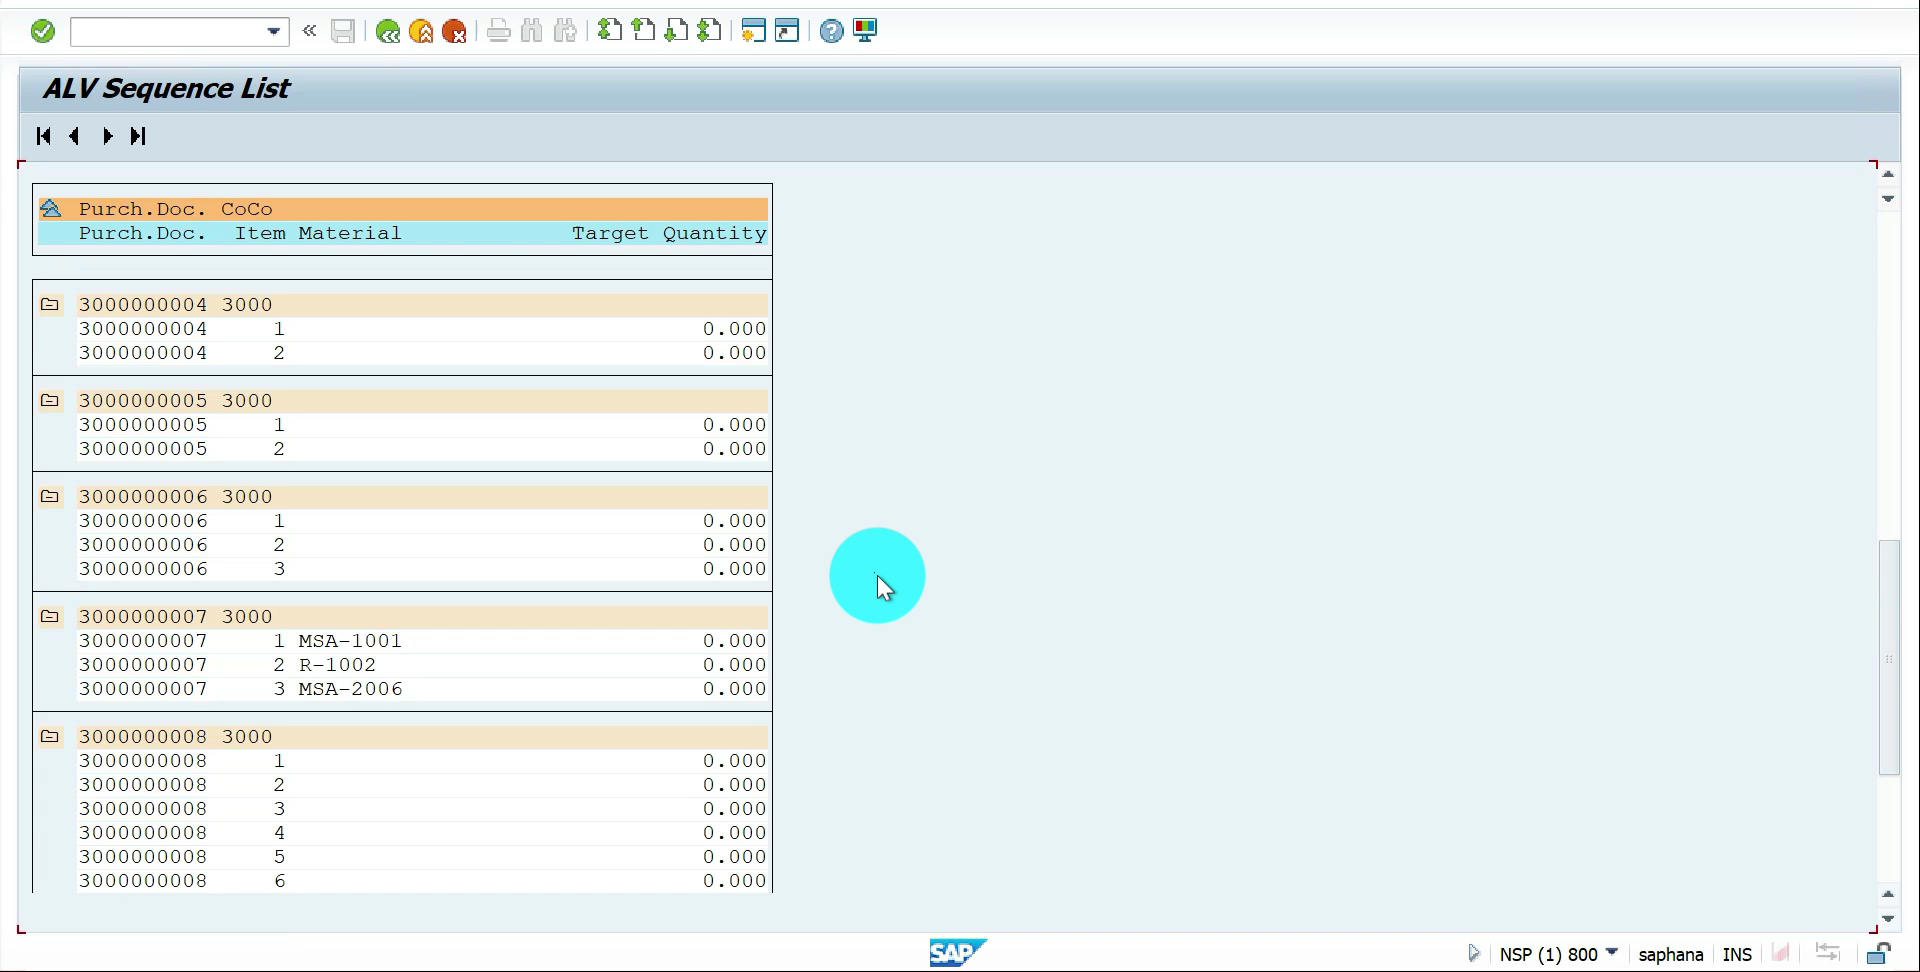 ALV Sequence List
Purch.Doc. CoCo
Purch.Doc. Item Material Target Quantity
3000000004 3000
3000000004 1 0.000
3000000004 2 0.000
3000000005 3000
3000000005 1 0.000
3000000005 2 0.000
3000000006 3000
3000000006 1 0.000
3000000006 2 0.000
3000000006 3 0.000
3000000007 3000
3000000007 1 MSA-1001 0.000
3000000007 2 R-1002 0.000
3000000007 3 MSA-2006 0.000
3000000008 3000
3000000008 1 0.000
3000000008 2 0.000
3000000008 3 0.000
3000000008 4 0.000
3000000008 5 0.000
3000000008 6 0.000
SAP NSP (1) 800 saphana INS